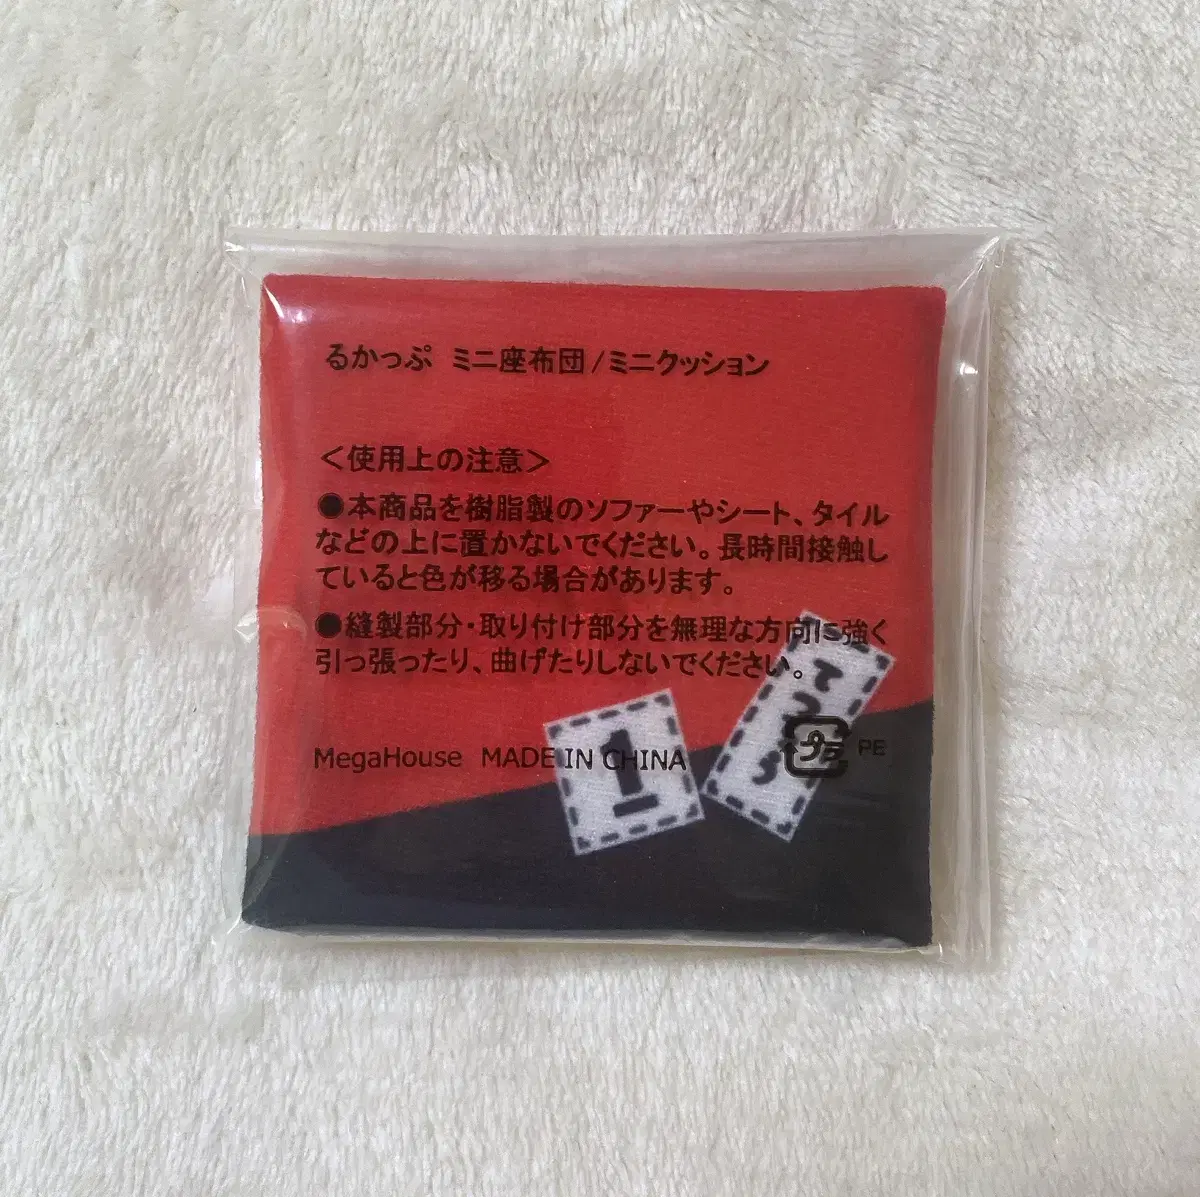 るかっぷ ミニ座布団/ミニクッション
＜使用上の注意＞
●本商品を樹脂製のソファーやシート、タイル
などの上に置かないでください。長時間接触し
ていると色が移る場合があります。
●縫製部分・取り付け部分を無理な方向に強く
引っ張ったり、曲げたりしないでください。
MegaHouse MADE IN CHINA
プラ PE
1
てつろう